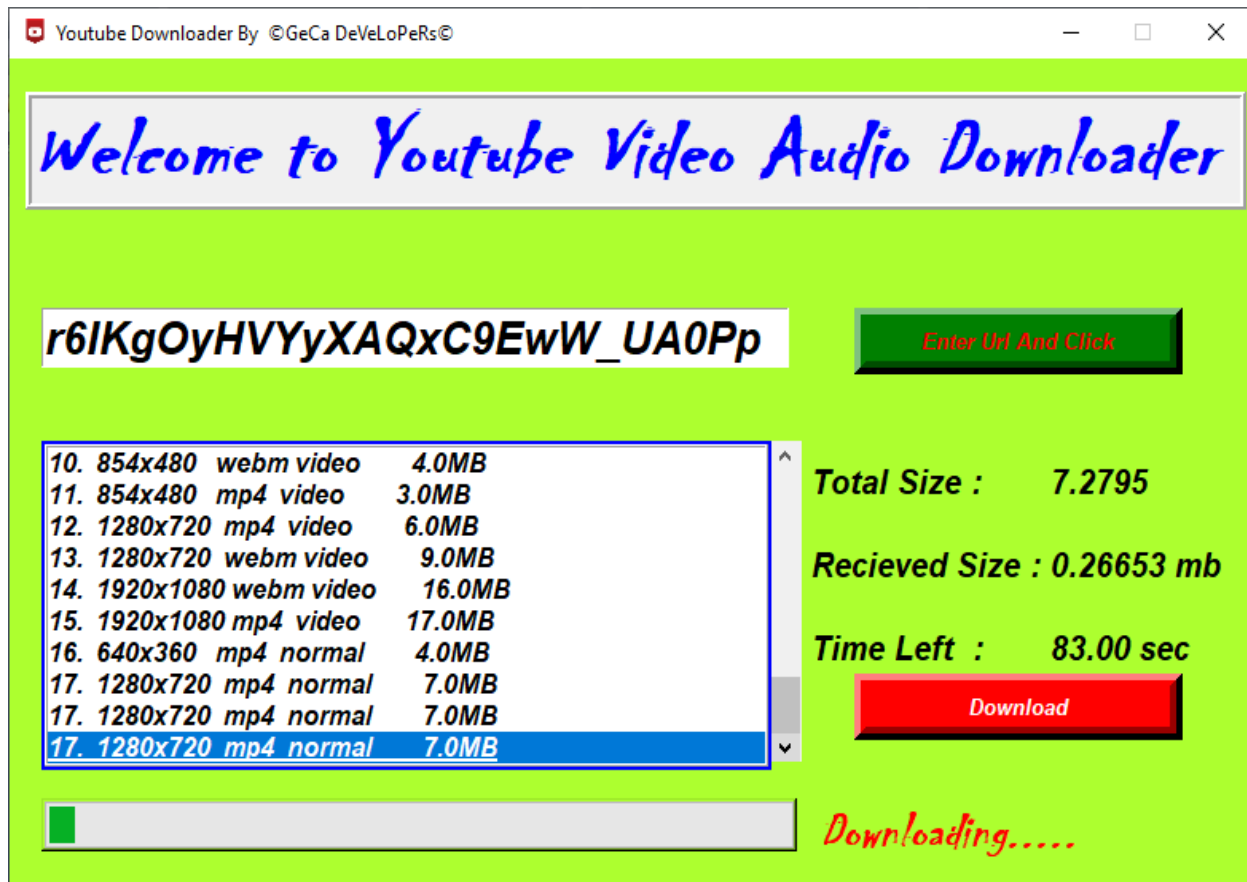 Youtube Downloader By ©GeCa DeVeLoPeRs©
Welcome to Youtube Video Audio Downloader
r6IKgOyHVYyXAQxC9EwW_UA0Pp
Enter Url And Click
10. 854x480 webm video 4.0MB
11. 854x480 mp4 video 3.0MB
12. 1280x720 mp4 video 6.0MB
13. 1280x720 webm video 9.0MB
14. 1920x1080 webm video 16.0MB
15. 1920x1080 mp4 video 17.0MB
16. 640x360 mp4 normal 4.0MB
17. 1280x720 mp4 normal 7.0MB
17. 1280x720 mp4 normal 7.0MB
17. 1280x720 mp4 normal 7.0MB
Total Size : 7.2795
Recieved Size : 0.26653 mb
Time Left : 83.00 sec
Download
Downloading.....